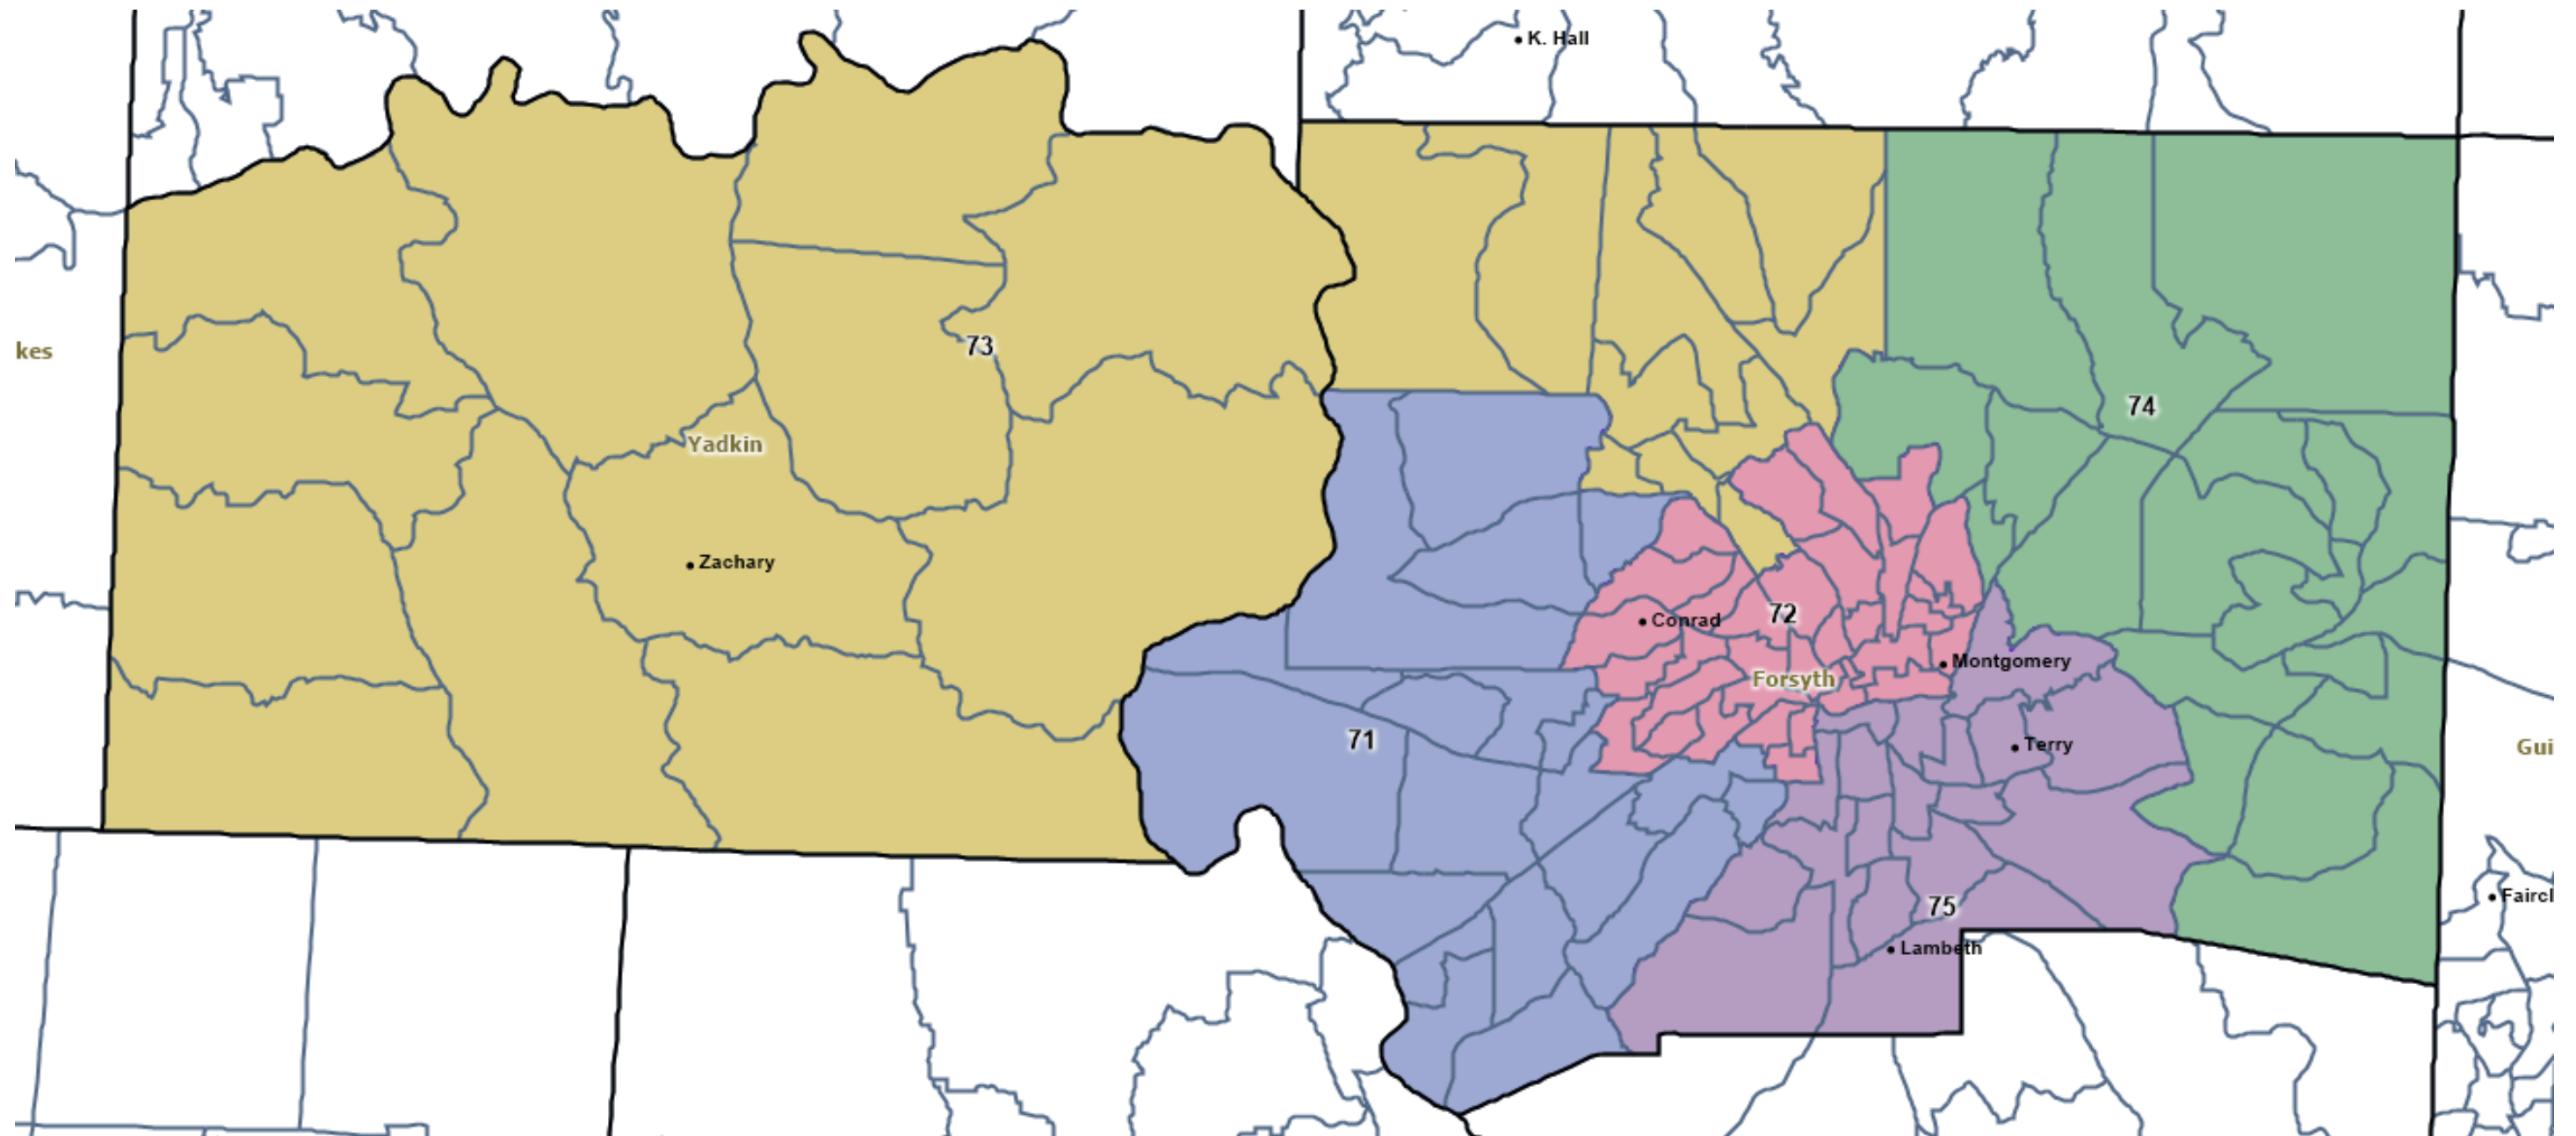 K. Hall
kes
73
74
Yadkin
Zachary
72
Conrad
Montgomery
Forsyth
71
Terry
Gui
Faircl
75
Lambeth